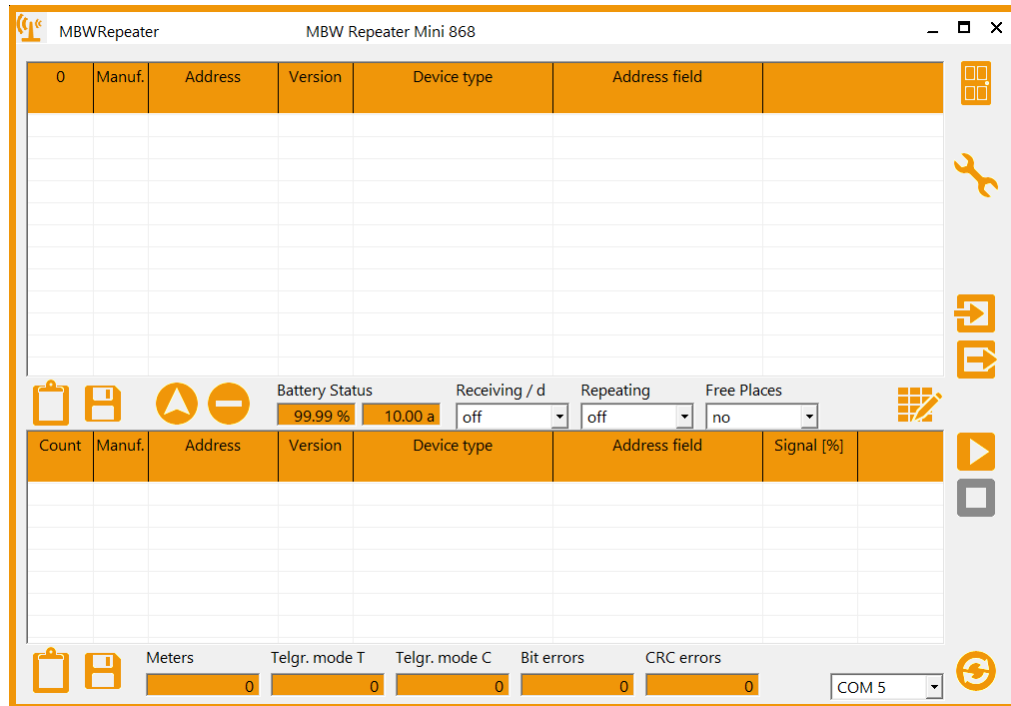 MBWRepeater MBW Repeater Mini 868
0 Manuf. Address Version Device type Address field
Battery Status Receiving / d Repeating Free Places
99.99 % 10.00 a off off no
Count Manuf. Address Version Device type Address field Signal [%]
Meters Telgr. mode T Telgr. mode C Bit errors CRC errors
0 0 0 0 0 COM 5